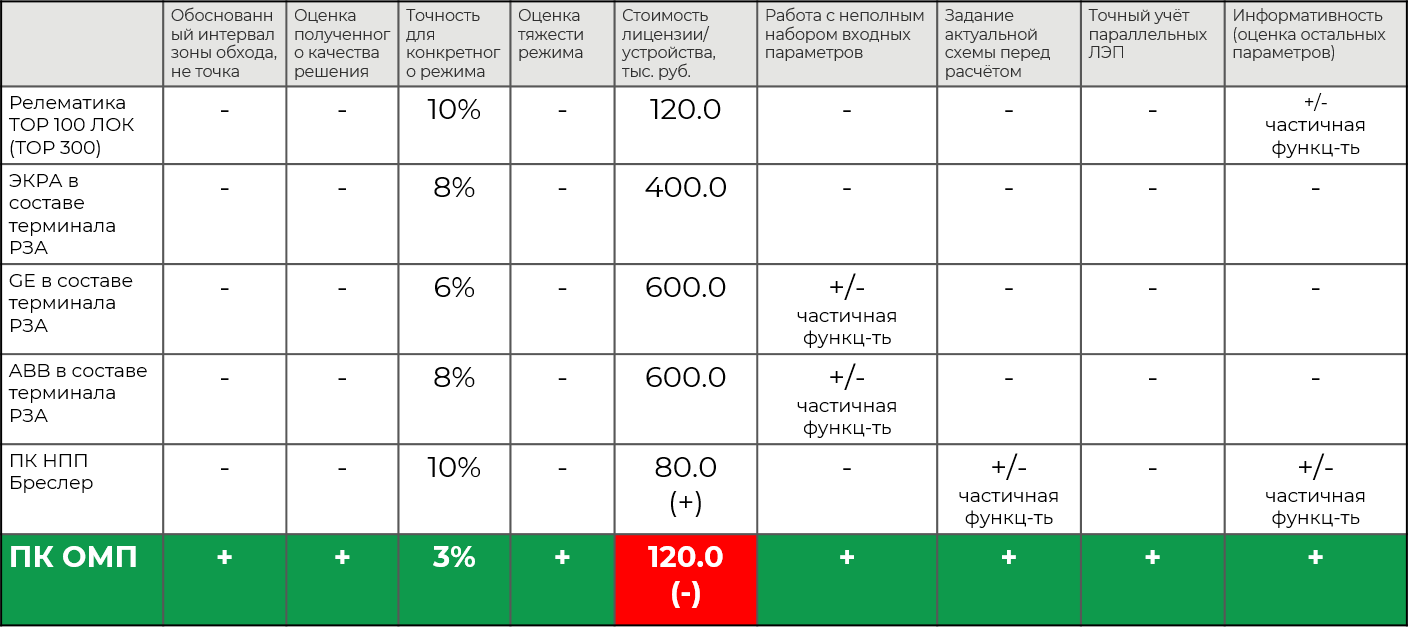 Обоснованн
ый интервал
зоны обхода,
не точка
Оценка
полученног
о качества
решения
Точность
для
конкретног
о режима
Оценка
тяжести
режима
Стоимость
лицензии/
устройства,
тыс. руб.
Работа с неполным
набором входных
параметров
Задание
актуальной
схемы перед
расчётом
Точный учёт
параллельных
ЛЭП
Информативность
(оценка остальных
параметров)
Релематика
ТОР 100 ЛОК
(ТОР 300)
-
-
10%
-
120.0
-
-
-
+/-
частичная
функц-ть
ЭКРА в
составе
терминала
РЗА
-
-
8%
-
400.0
-
-
-
-
GE в составе
терминала
РЗА
-
-
6%
-
600.0
+/-
частичная
функц-ть
-
-
-
ABB в составе
терминала
РЗА
-
-
8%
-
600.0
+/-
частичная
функц-ть
-
-
-
ПК НПП
Бреслер
-
-
10%
-
80.0
(+)
-
+/-
частичная
функц-ть
-
+/-
частичная
функц-ть
ПК ОМП
+
+
3%
+
120.0
(-)
+
+
+
+